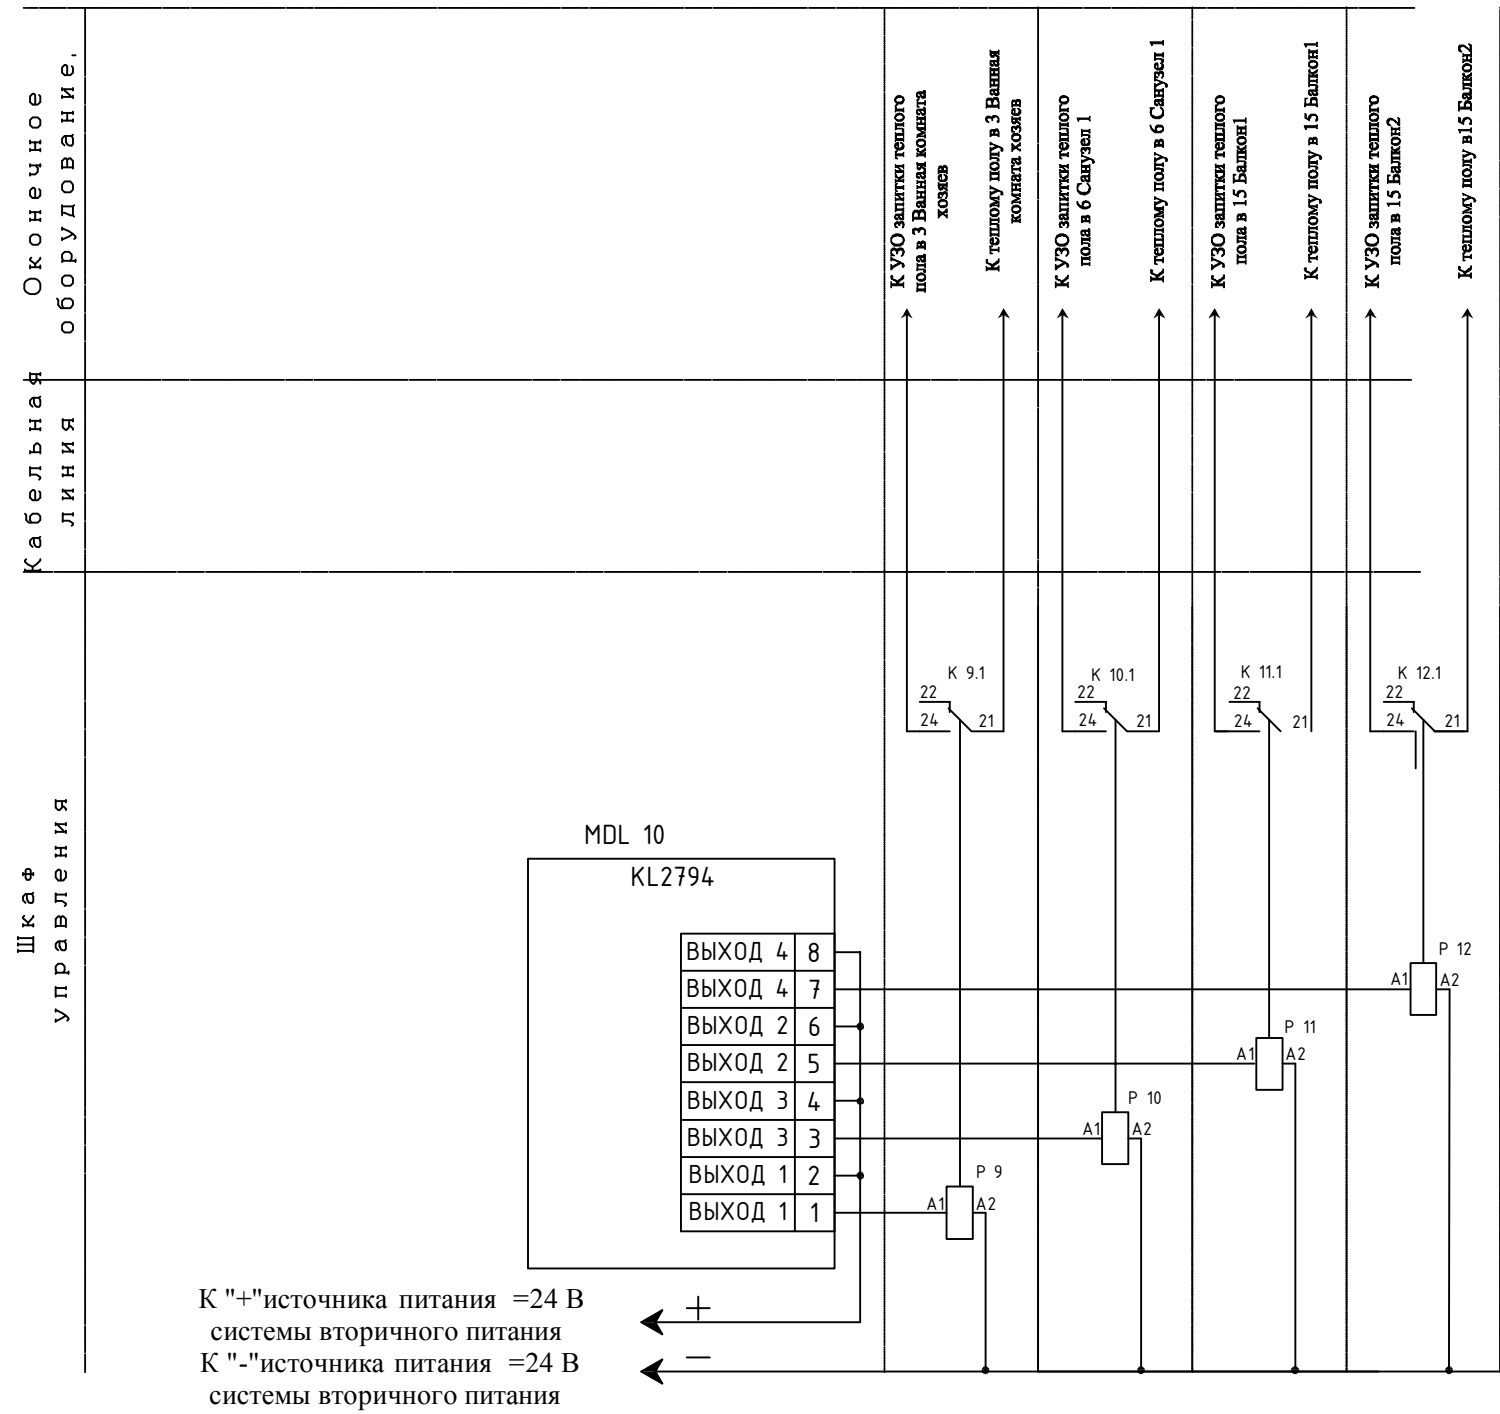 Оконечное
оборудование.
К УЗО запитки теплого
пола в 3 Ванная комната
хозяев
К теплому полу в 3 Ванная
комната хозяев
К УЗО запитки теплого
пола в 6 Санузел 1
К теплому полу в 6 Санузел 1
К УЗО запитки теплого
пола в 15 Балкон1
К теплому полу в 15 Балкон1
К УЗО запитки теплого
пола в 15 Балкон2
К теплому полу в15 Балкон2
Кабельная
линия
Шкаф
управления
К 9.1
22
24
21
К 10.1
22
24
21
К 11.1
22
24
21
К 12.1
22
24
21
MDL 10
KL2794
ВЫХОД 4 8
ВЫХОД 4 7
ВЫХОД 2 6
ВЫХОД 2 5
ВЫХОД 3 4
ВЫХОД 3 3
ВЫХОД 1 2
ВЫХОД 1 1
Р 12
А1 А2
Р 11
А1 А2
Р 10
А1 А2
Р 9
А1 А2
К "+"источника питания =24 В
системы вторичного питания
+
К "-"источника питания =24 В
системы вторичного питания
—